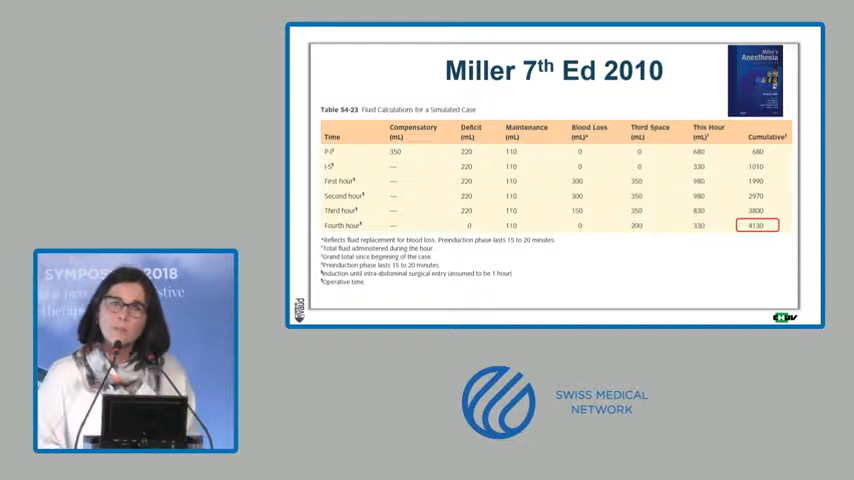 Miller 7th Ed 2010
Miller's
Anesthesia
Table 54-23 Fluid Calculations for a Simulated Case
Time Compensatory (mL) Deficit (mL) Maintenance (mL) Blood Loss (mL)* Third Space (mL) This Hour (mL)† Cumulative‡
P-I§ 350 220 110 0 0 680 680
I-S¶ — 220 110 0 0 330 1010
First hour¶ — 220 110 300 350 980 1990
Second hour¶ — 220 110 300 350 980 2970
Third hour¶ — 220 110 150 350 830 3800
Fourth hour¶ — 0 110 0 200 330 4130
*Reflects fluid replacement for blood loss. Preinduction phase lasts 15 to 20 minutes.
†Total fluid administered during the hour.
‡Grand total since beginning of the case.
§Preinduction phase lasts 15 to 20 minutes.
Induction until intra-abdominal surgical entry (assumed to be 1 hour)
¶Operative time
SYMPOS 2018
SWISS MEDICAL
NETWORK